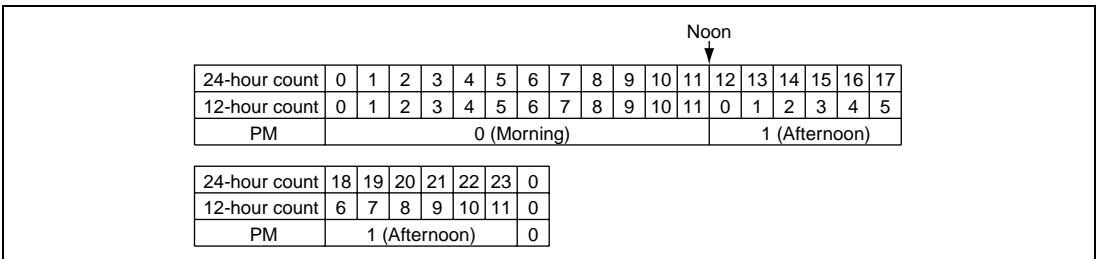 Noon
24-hour count 0 1 2 3 4 5 6 7 8 9 10 11 12 13 14 15 16 17
12-hour count 0 1 2 3 4 5 6 7 8 9 10 11 0 1 2 3 4 5
PM 0 (Morning) 1 (Afternoon)
24-hour count 18 19 20 21 22 23 0
12-hour count 6 7 8 9 10 11 0
PM 1 (Afternoon) 0